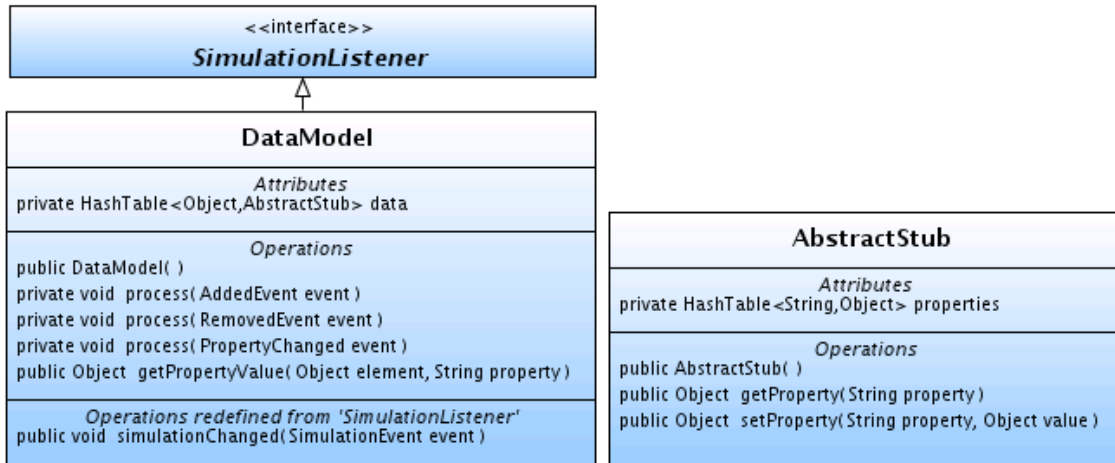 <<interface>>
SimulationListener
DataModel
Attributes
private HashTable<Object,AbstractStub> data
Operations
public DataModel( )
private void process( AddedEvent event )
private void process( RemovedEvent event )
private void process( PropertyChanged event )
public Object getPropertyValue( Object element, String property )
Operations redefined from 'SimulationListener'
public void simulationChanged( SimulationEvent event )
AbstractStub
Attributes
private HashTable<String,Object> properties
Operations
public AbstractStub( )
public Object getProperty( String property )
public Object setProperty( String property, Object value )